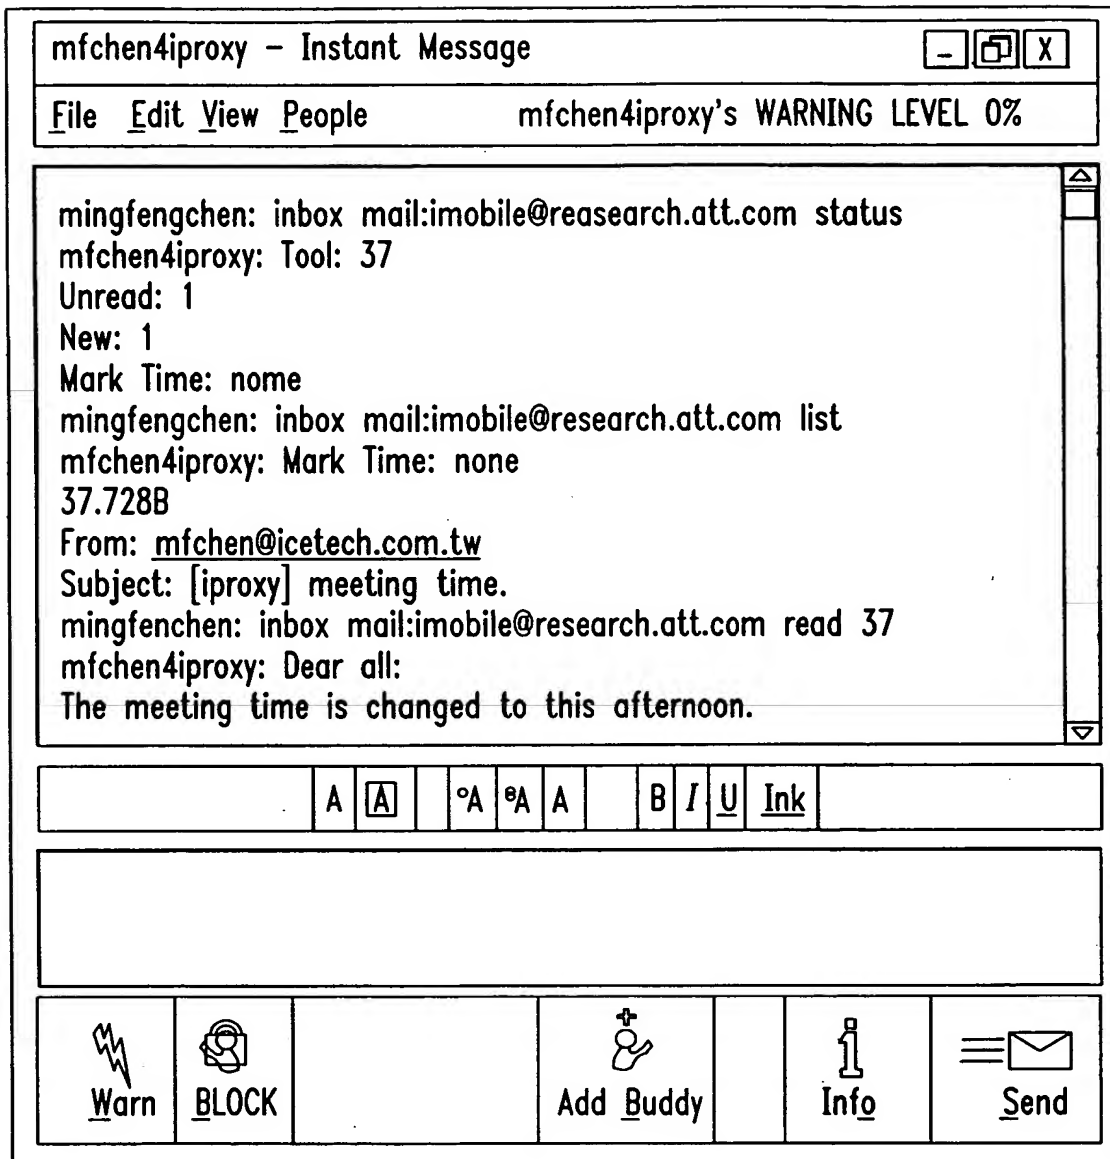 mfchen4iproxy - Instant Message
X
File Edit View People mfchen4iproxy's WARNING LEVEL 0%
mingfengchen: inbox mail:imobile@reasearch.att.com status
mfchen4iproxy: Tool: 37
Unread: 1
New: 1
Mark Time: nome
mingfengchen: inbox mail:imobile@research.att.com list
mfchen4iproxy: Mark Time: none
37.728B
From: mfchen@icetech.com.tw
Subject: [iproxy] meeting time.
mingfenchen: inbox mail:imobile@research.att.com read 37
mfchen4iproxy: Dear all:
The meeting time is changed to this afternoon.
A A °A ᶿA A B I U Ink
Warn BLOCK Add Buddy Info Send